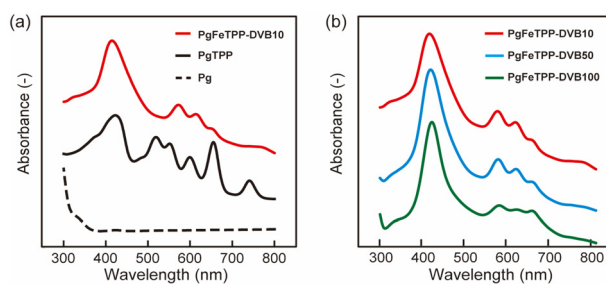 (a)
PgFeTPP-DVB10
PgTPP
Pg
Absorbance (-)
300 400 500 600 700 800
Wavelength (nm)
(b)
PgFeTPP-DVB10
PgFeTPP-DVB50
PgFeTPP-DVB100
Absorbance (-)
300 400 500 600 700 800
Wavelength (nm)